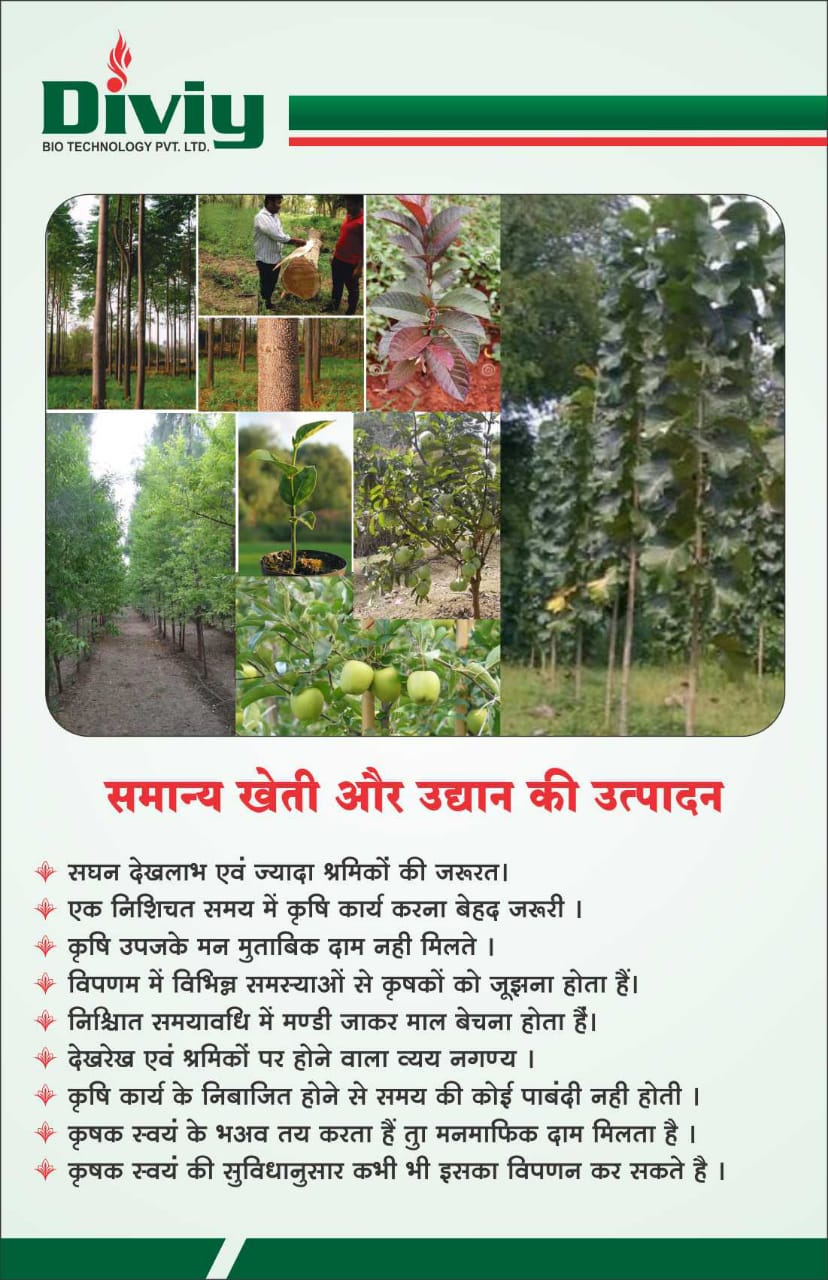 Diviy
BIO TECHNOLOGY PVT. LTD.
समान्य खेती और उद्यान की उत्पादन
सघन देखलाभ एवं ज्यादा श्रमिकों की जरूरत।
एक निशिचत समय में कृषि कार्य करना बेहद जरूरी ।
कृषि उपजके मन मुताबिक दाम नही मिलते ।
विपणम में विभिन्न समस्याओं से कृषकों को जूझना होता हैं।
निश्चिात समयावधि में मण्डी जाकर माल बेचना होता हैं।
देखरेख एवं श्रमिकों पर होने वाला व्यय नगण्य ।
कृषि कार्य के निबाजित होने से समय की कोई पाबंदी नही होती ।
कृषक स्वयं के भअव तय करता हैं तुा मनमाफिक दाम मिलता है ।
कृषक स्वयं की सुविधानुसार कभी भी इसका विपणन कर सकते है ।